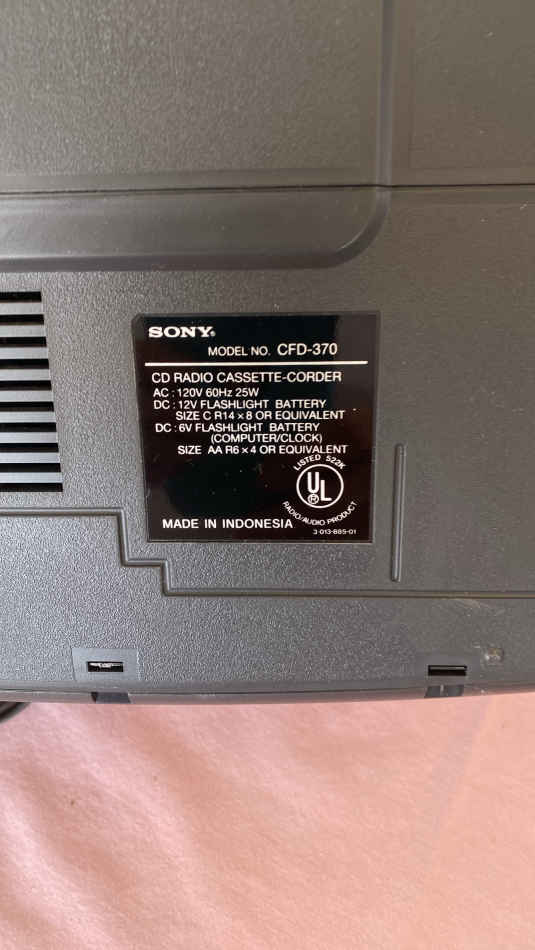 SONY®
MODEL NO. CFD-370
CD RADIO CASSETTE-CORDER
AC : 120V 60Hz 25W
DC : 12V FLASHLIGHT BATTERY
SIZE C R14 × 8 OR EQUIVALENT
DC : 6V FLASHLIGHT BATTERY
(COMPUTER/CLOCK)
SIZE AA R6 × 4 OR EQUIVALENT
LISTED 522K
UL®
RADIO/AUDIO PRODUCT
MADE IN INDONESIA
3-013-885-01